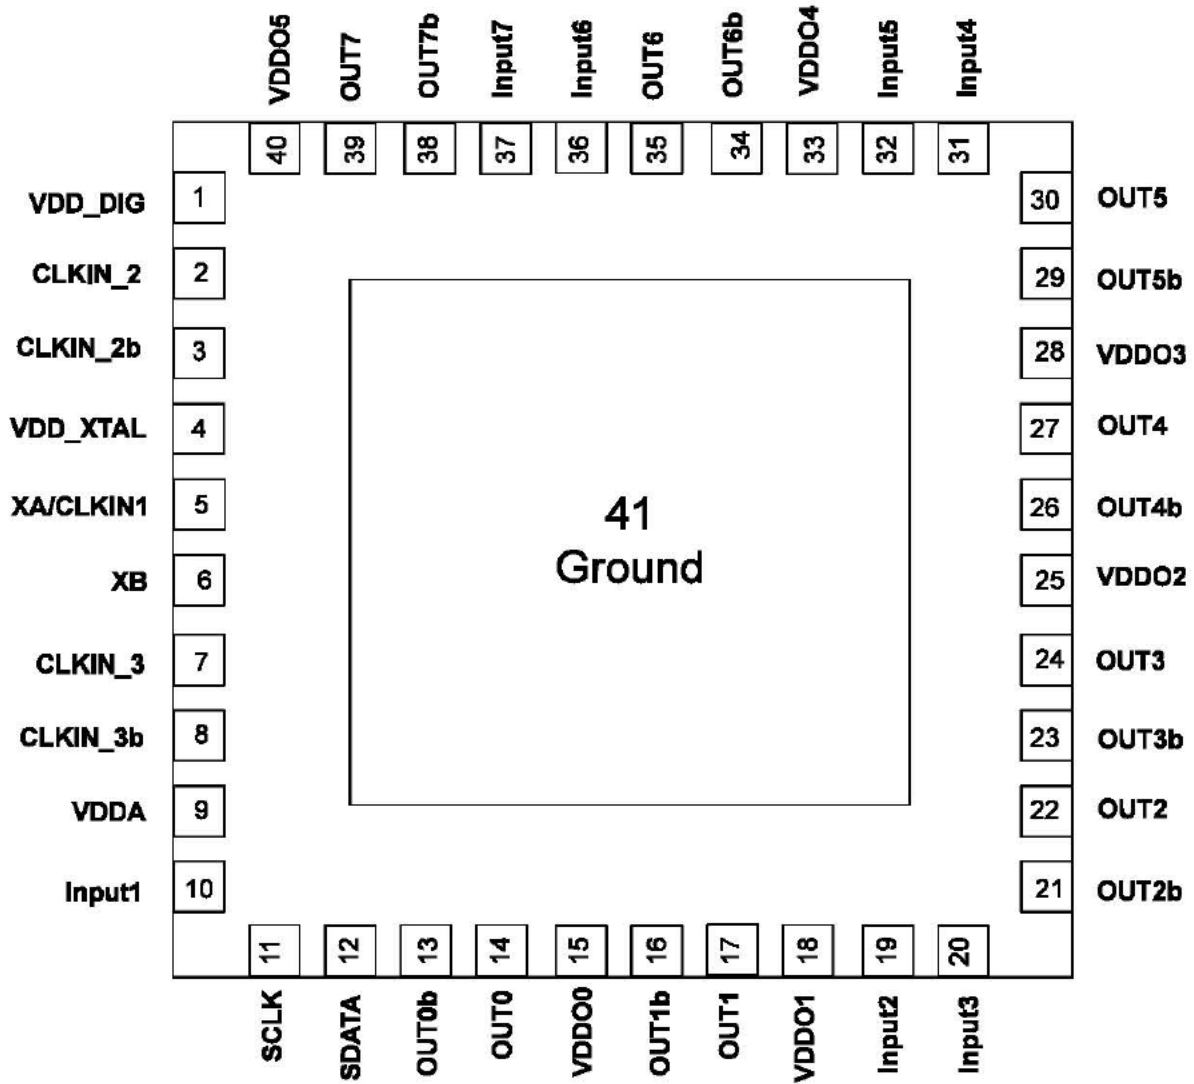 VDDO5
OUT7
OUT7b
Input7
Input6
OUT6
OUT6b
VDDO4
Input5
Input4
40
39
38
37
36
35
34
33
32
31
VDD_DIG 1
30 OUT5
CLKIN_2 2
29 OUT5b
CLKIN_2b 3
28 VDDO3
VDD_XTAL 4
27 OUT4
XA/CLKIN1 5
26 OUT4b
XB 6
25 VDDO2
CLKIN_3 7
24 OUT3
CLKIN_3b 8
23 OUT3b
VDDA 9
22 OUT2
Input1 10
21 OUT2b
41
Ground
11
12
13
14
15
16
17
18
19
20
SCLK
SDATA
OUT0b
OUT0
VDDO0
OUT1b
OUT1
VDDO1
Input2
Input3